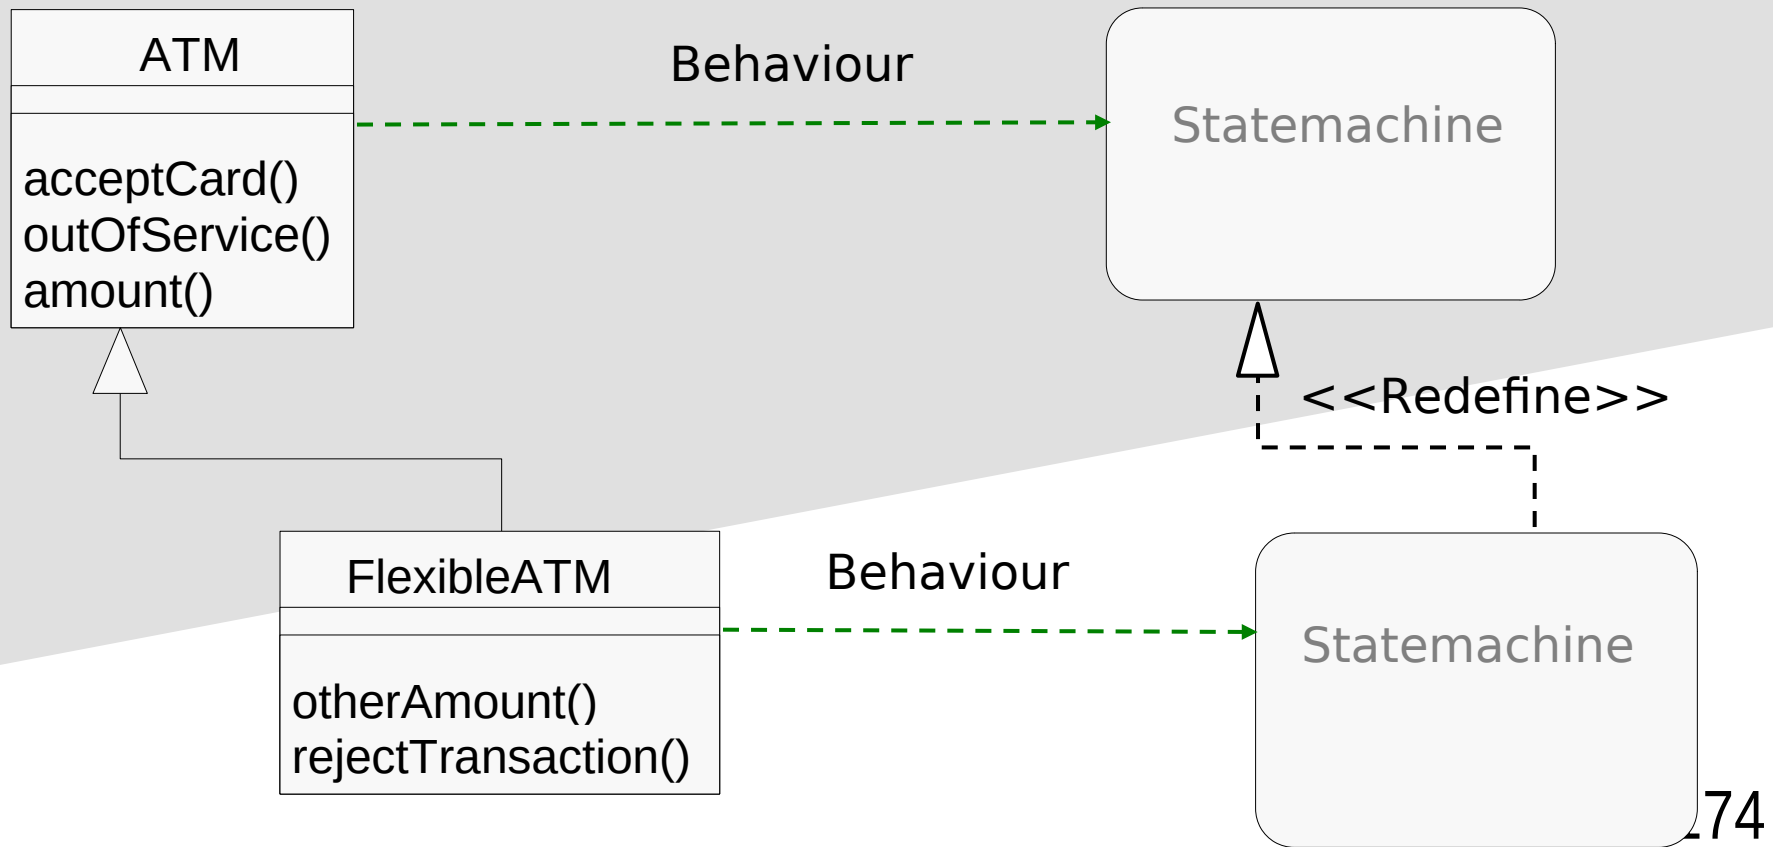 ATM
Behaviour
Statemachine
acceptCard()
outOfService()
amount()
<<Redefine>>
FlexibleATM
Behaviour
Statemachine
otherAmount()
rejectTransaction()
74